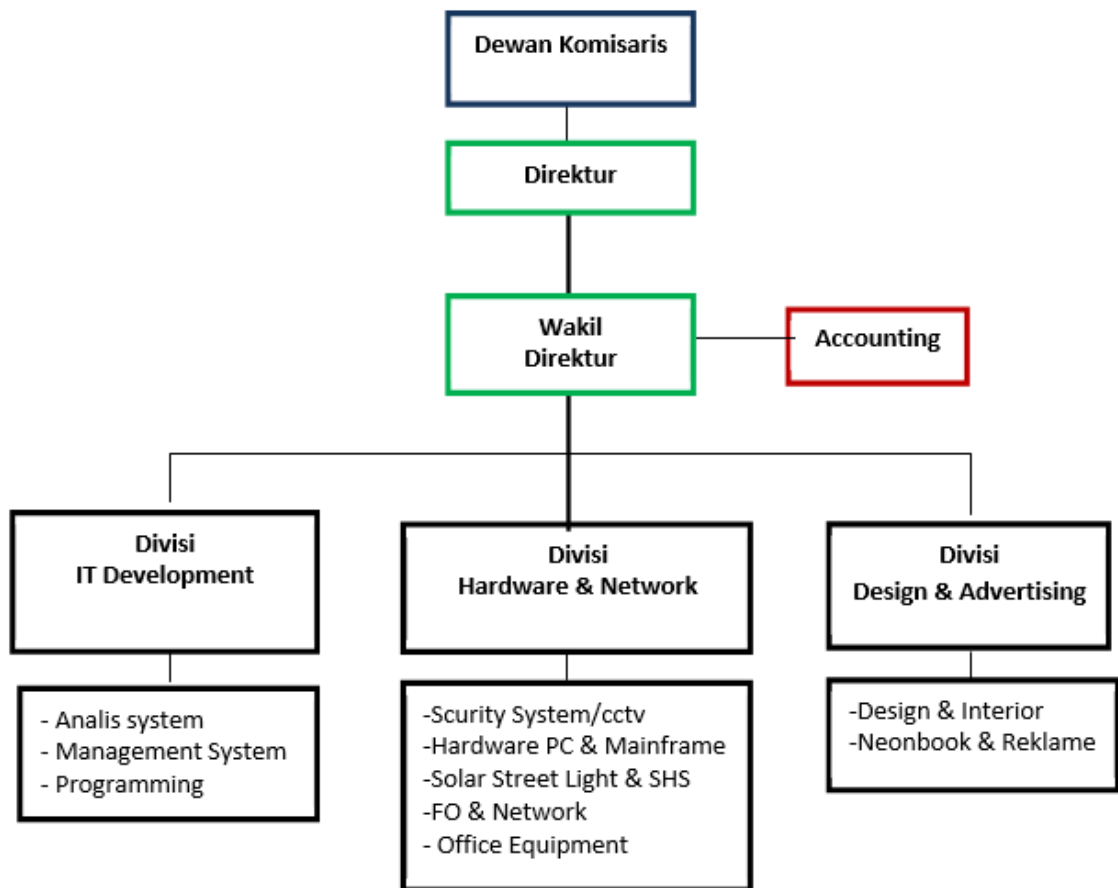 Dewan Komisaris
Direktur
Wakil
Direktur
Accounting
Divisi
IT Development
Divisi
Hardware & Network
Divisi
Design & Advertising
- Analis system
- Management System
- Programming
-Scurity System/cctv
-Hardware PC & Mainframe
-Solar Street Light & SHS
-FO & Network
- Office Equipment
-Design & Interior
-Neonbook & Reklame